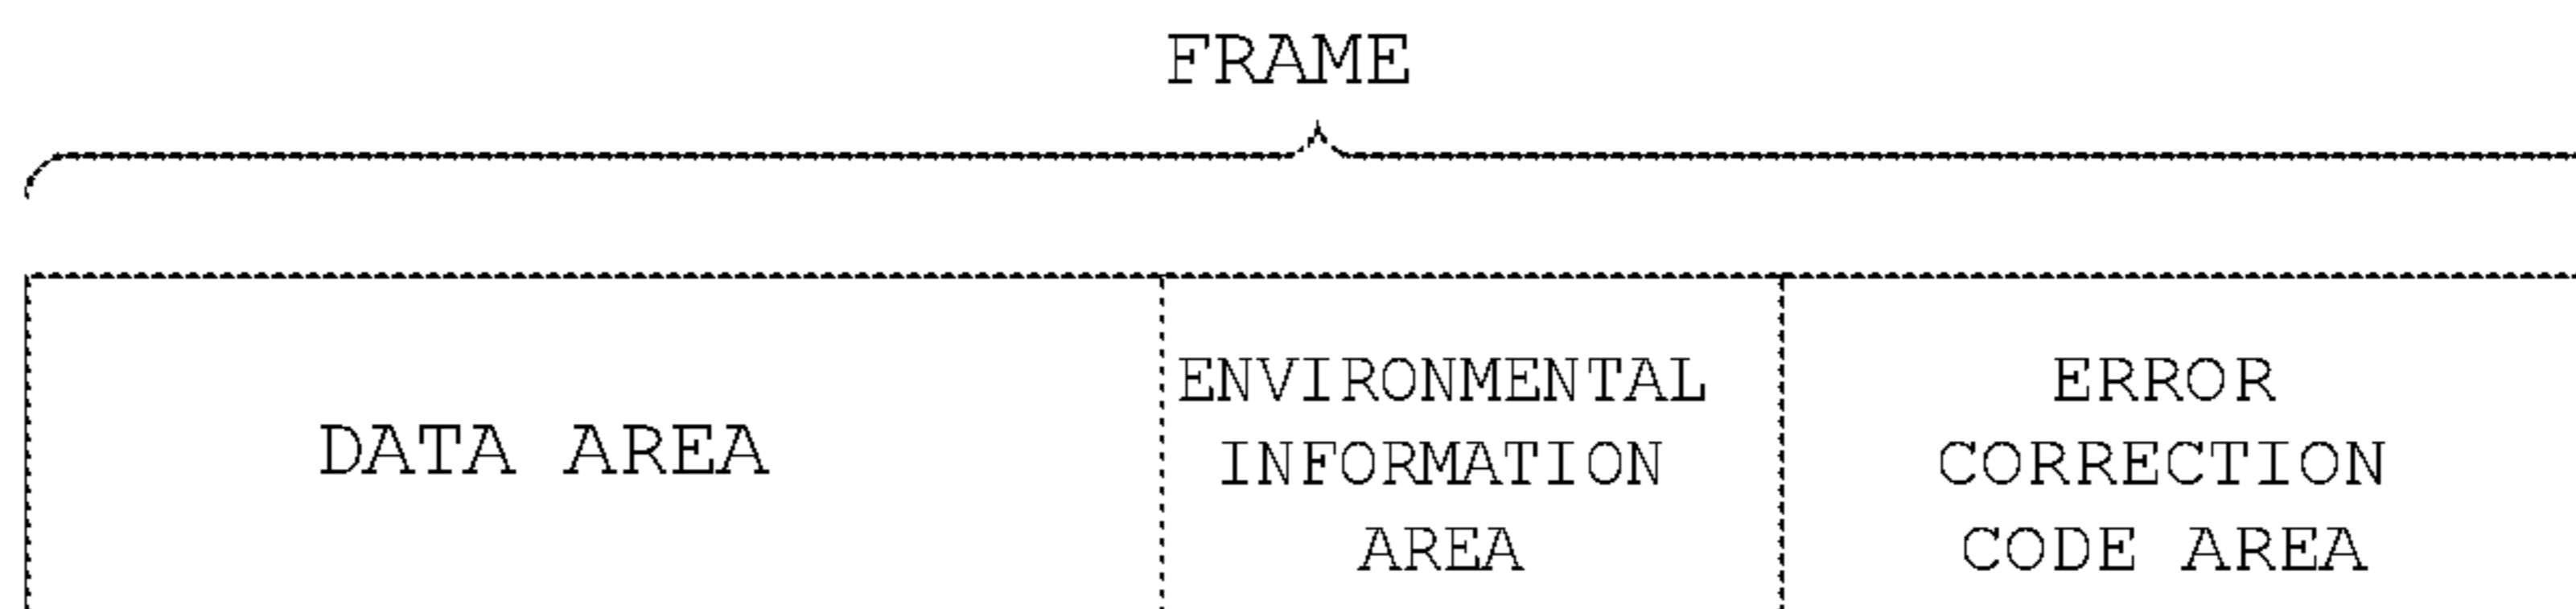 FRAME
DATA AREA
ENVIRONMENTAL
INFORMATION
AREA
ERROR
CORRECTION
CODE AREA